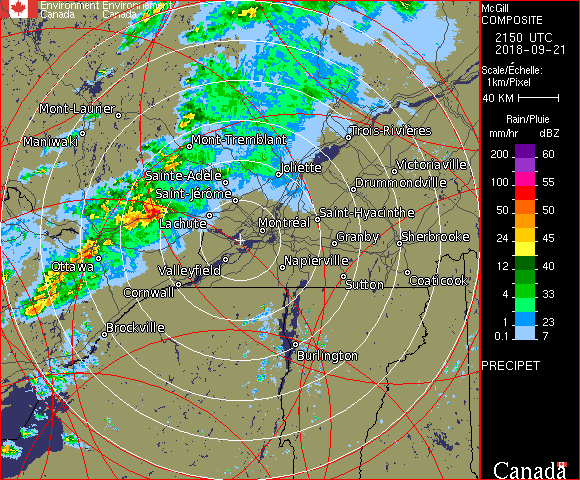 Environment Environnement
Canada Canada
McGill
COMPOSITE
2150 UTC
2018-09-21
Scale/Échelle:
1km/Pixel
40 KM
Rain/Pluie
mm/hr dBZ
200 60
100 55
50 50
24 45
12 40
4 33
1 23
0.1 7
PRECIPET
Canada
Mont-Laurier
Maniwaki
Mont-Tremblant
Trois-Rivières
Sainte-Adèle
Joliette
Victoriaville
Saint-Jérôme
Drummondville
Lachute
Montréal
Saint-Hyacinthe
Granby
Sherbrooke
Ottawa
Valleyfield
Napierville
Cornwall
Sutton
Coaticook
Brockville
Burlington